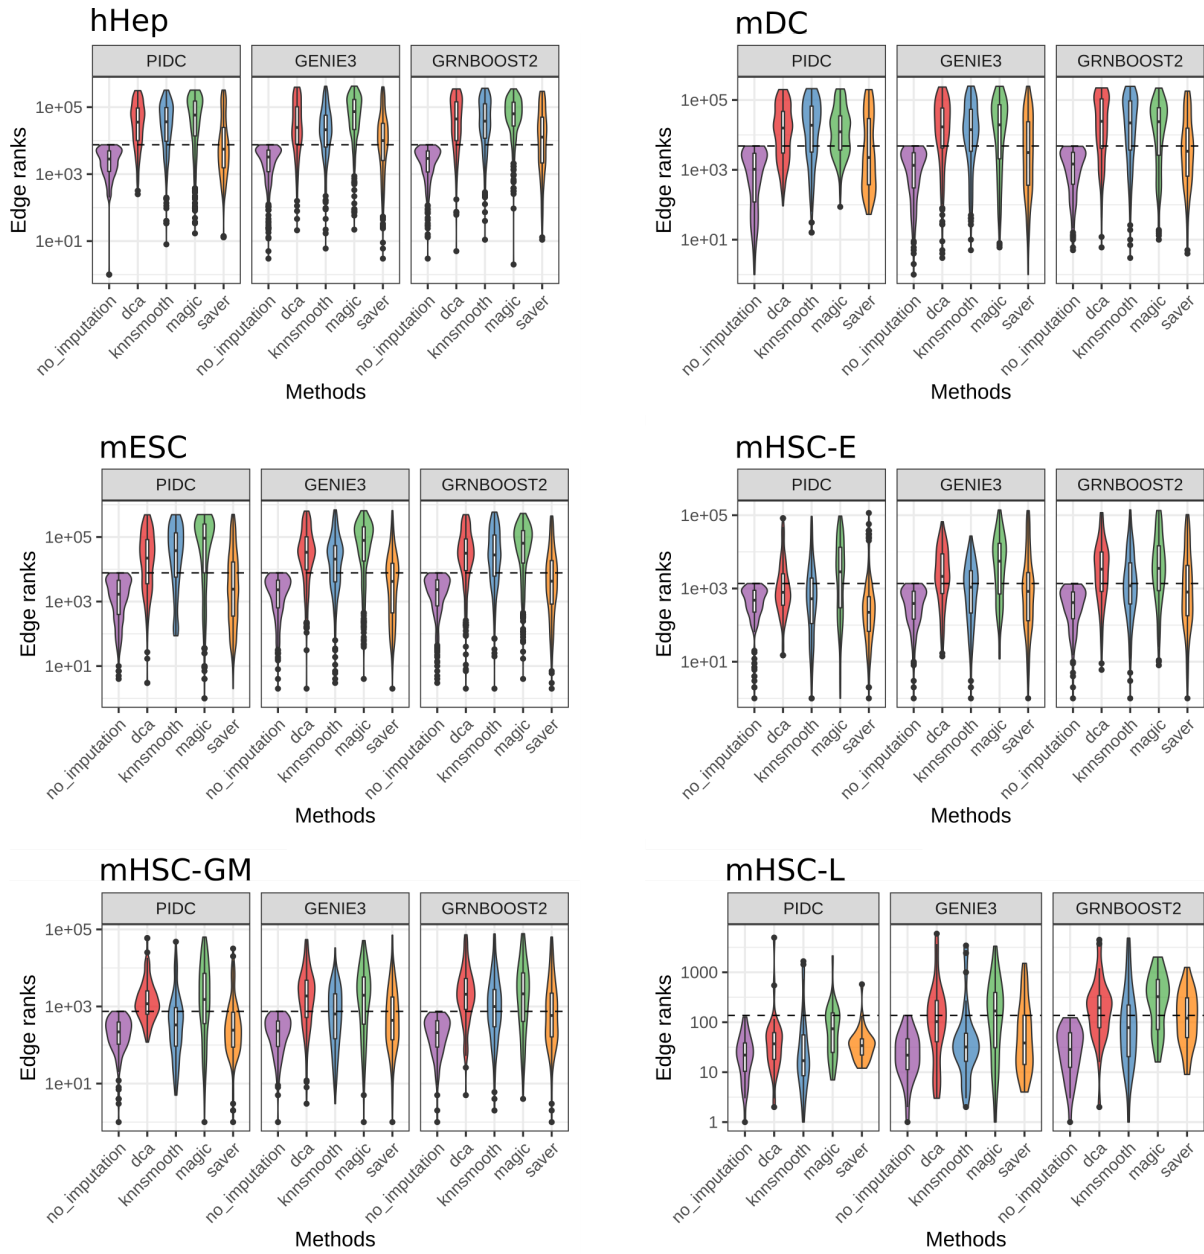 hHep
PIDC GENIE3 GRNBOOST2
1e+05
1e+03
1e+01
Edge ranks
no_imputation dca knnsmooth magic saver no_imputation dca knnsmooth magic saver no_imputation dca knnsmooth magic saver
Methods
mDC
PIDC GENIE3 GRNBOOST2
1e+05
1e+03
1e+01
Edge ranks
no_imputation dca knnsmooth magic saver no_imputation dca knnsmooth magic saver no_imputation dca knnsmooth magic saver
Methods
mESC
PIDC GENIE3 GRNBOOST2
1e+05
1e+03
1e+01
Edge ranks
no_imputation dca knnsmooth magic saver no_imputation dca knnsmooth magic saver no_imputation dca knnsmooth magic saver
Methods
mHSC-E
PIDC GENIE3 GRNBOOST2
1e+05
1e+03
1e+01
Edge ranks
no_imputation dca knnsmooth magic saver no_imputation dca knnsmooth magic saver no_imputation dca knnsmooth magic saver
Methods
mHSC-GM
PIDC GENIE3 GRNBOOST2
1e+05
1e+03
1e+01
Edge ranks
no_imputation dca knnsmooth magic saver no_imputation dca knnsmooth magic saver no_imputation dca knnsmooth magic saver
Methods
mHSC-L
PIDC GENIE3 GRNBOOST2
1000
100
10
1
Edge ranks
no_imputation dca knnsmooth magic saver no_imputation dca knnsmooth magic saver no_imputation dca knnsmooth magic saver
Methods